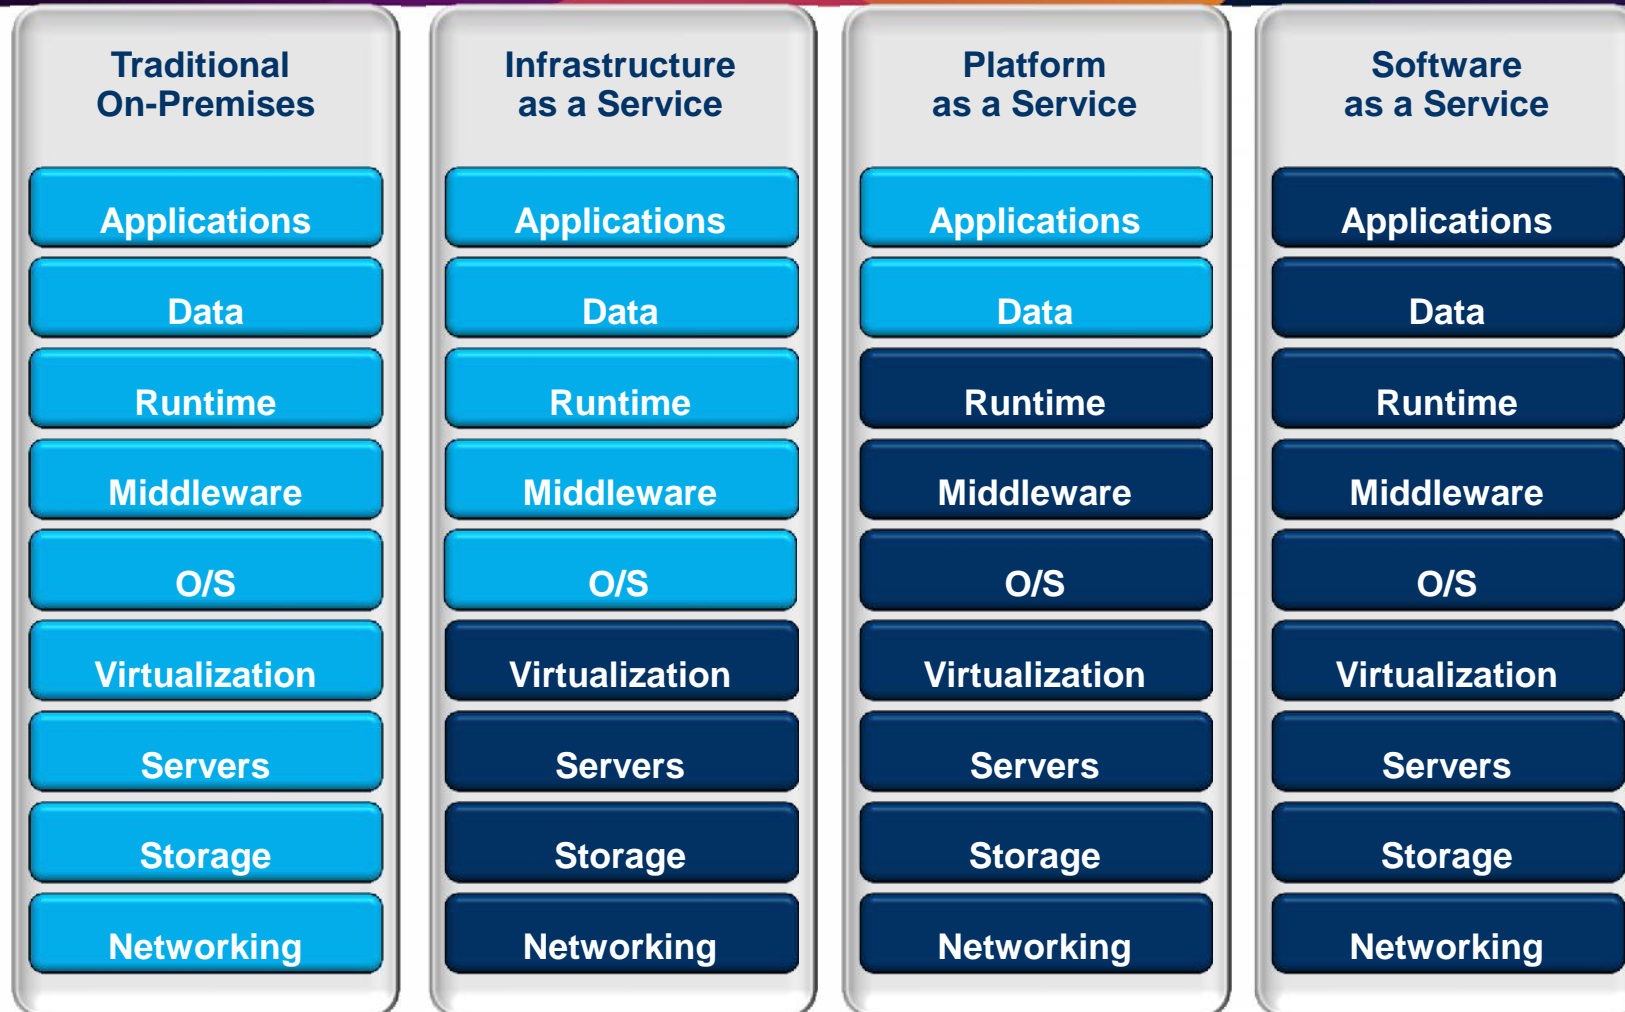 Traditional
On-Premises
Applications
Data
Runtime
Middleware
O/S
Virtualization
Servers
Storage
Networking
Infrastructure
as a Service
Applications
Data
Runtime
Middleware
O/S
Virtualization
Servers
Storage
Networking
Platform
as a Service
Applications
Data
Runtime
Middleware
O/S
Virtualization
Servers
Storage
Networking
Software
as a Service
Applications
Data
Runtime
Middleware
O/S
Virtualization
Servers
Storage
Networking